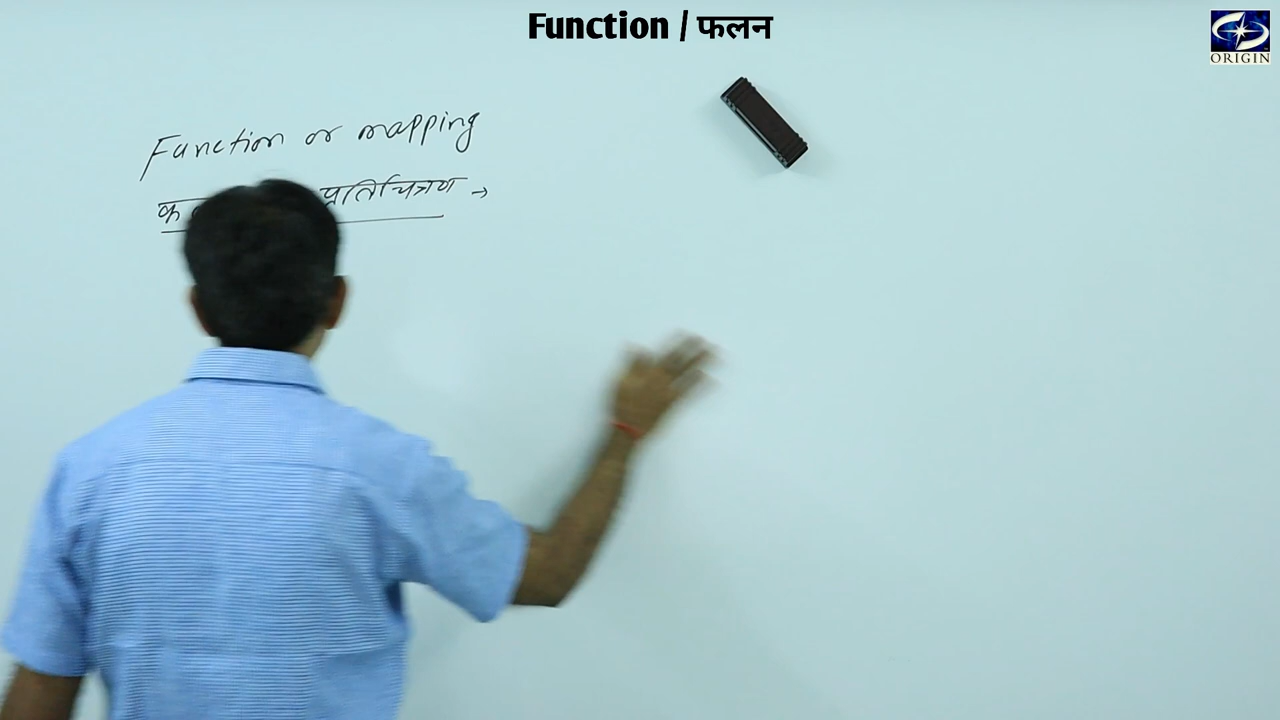 Function / फलन
ORIGIN
Function or mapping
प्रतिचित्रण →